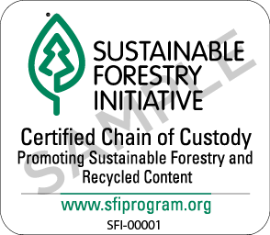 SUSTAINABLE
FORESTRY
INITIATIVE
Certified Chain of Custody
Promoting Sustainable Forestry and
Recycled Content
www.sfiprogram.org
SFI-00001
SAMPLE